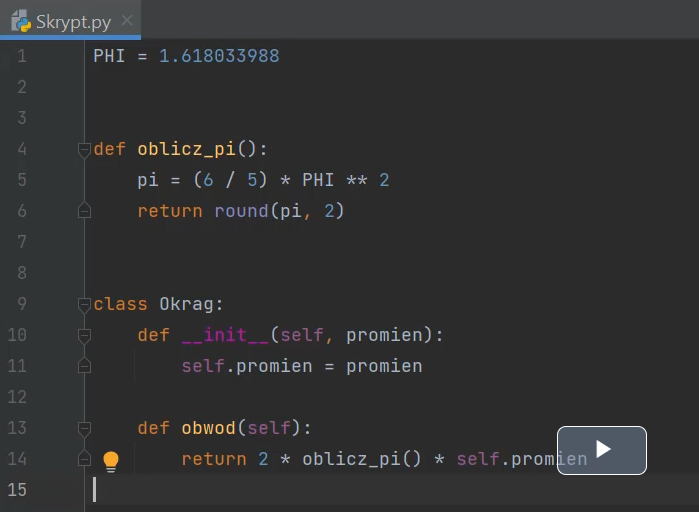 Skrypt.py
1 PHI = 1.618033988
2
3
4 def oblicz_pi():
5     pi = (6 / 5) * PHI ** 2
6     return round(pi, 2)
7
8
9 class Okrag:
10     def __init__(self, promien):
11         self.promien = promien
12
13     def obwod(self):
14         return 2 * oblicz_pi() * self.promien
15